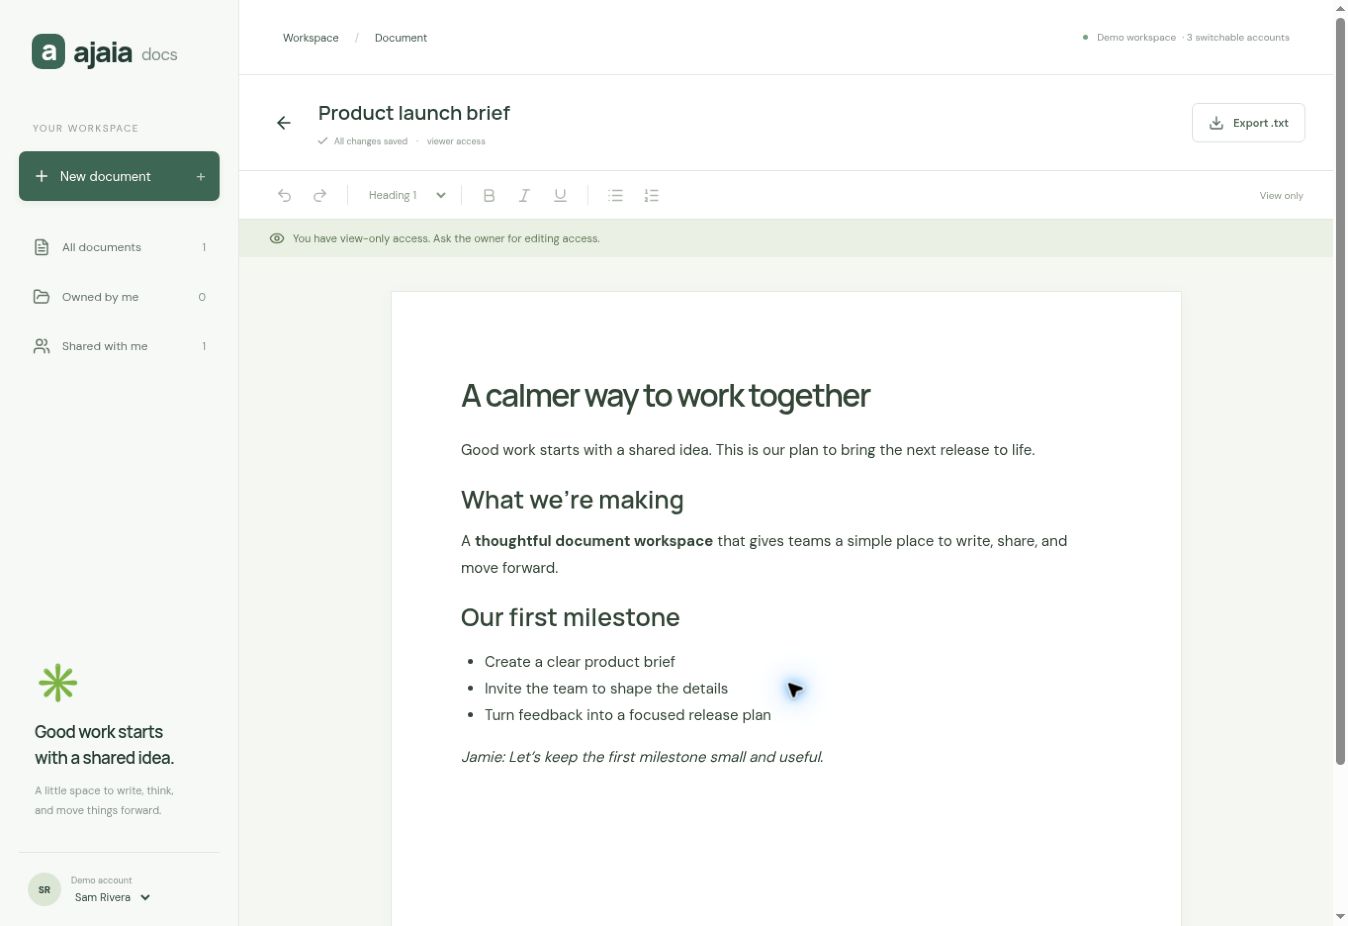 a ajaia docs
YOUR WORKSPACE
+ New document +
All documents 1
Owned by me 0
Shared with me 1
Good work starts
with a shared idea.
A little space to write, think,
and move things forward.
SR
Demo account
Sam Rivera
Workspace / Document
Demo workspace · 3 switchable accounts
Product launch brief
All changes saved · viewer access
Export .txt
Heading 1
B I U
View only
You have view-only access. Ask the owner for editing access.
A calmer way to work together
Good work starts with a shared idea. This is our plan to bring the next release to life.
What we’re making
A thoughtful document workspace that gives teams a simple place to write, share, and
move forward.
Our first milestone
• Create a clear product brief
• Invite the team to shape the details
• Turn feedback into a focused release plan
Jamie: Let’s keep the first milestone small and useful.